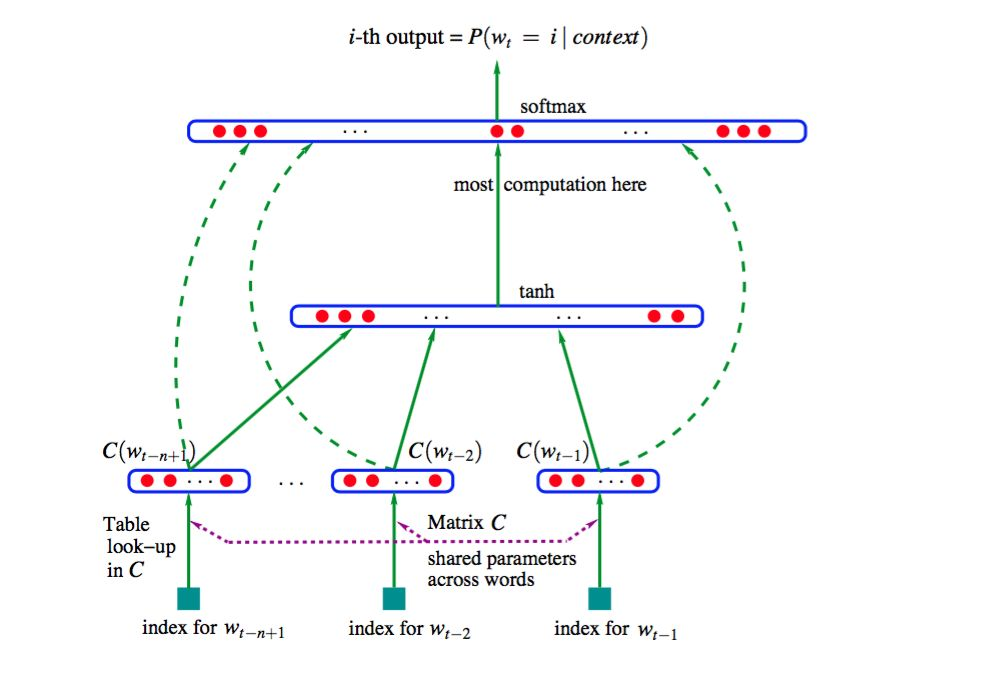 i-th output = P(w_t = i | context)
softmax
... ...
most computation here
tanh
... ...
C(w_{t−n+1}) C(w_{t−2}) C(w_{t−1})
... ... ... ...
Table
look–up
in C
Matrix C
shared parameters
across words
index for w_{t−n+1} index for w_{t−2} index for w_{t−1}